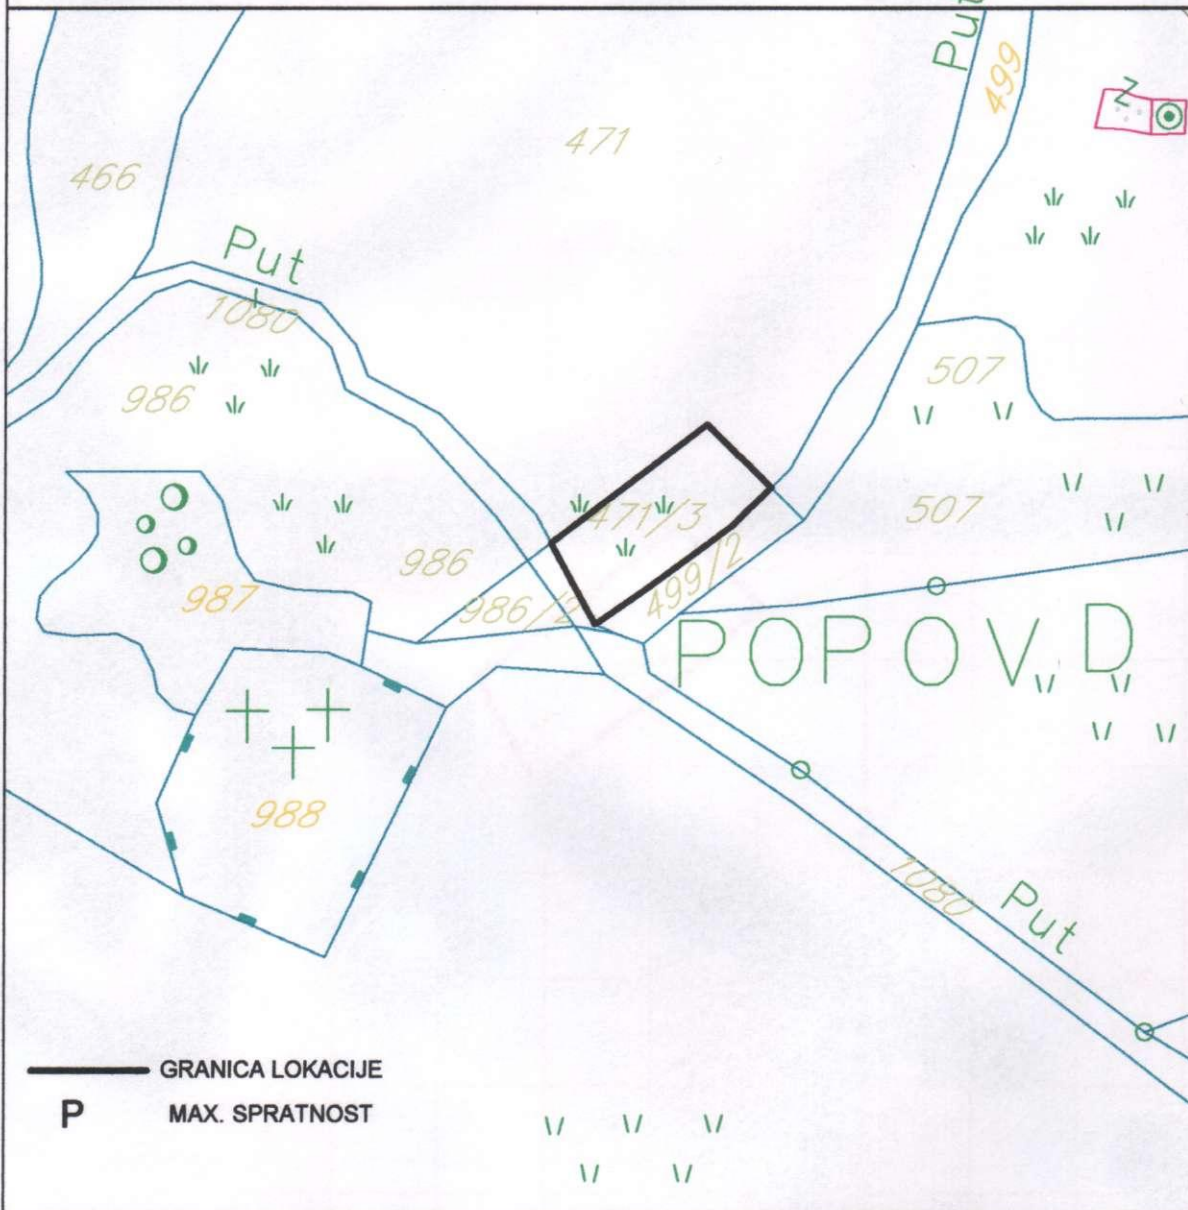 Put
499
Z
471
466
Put
1080
507
986
471/3
507
499/2
986
986/2
987
POPOV D
988
1080
Put
GRANICA LOKACIJE
P MAX. SPRATNOST